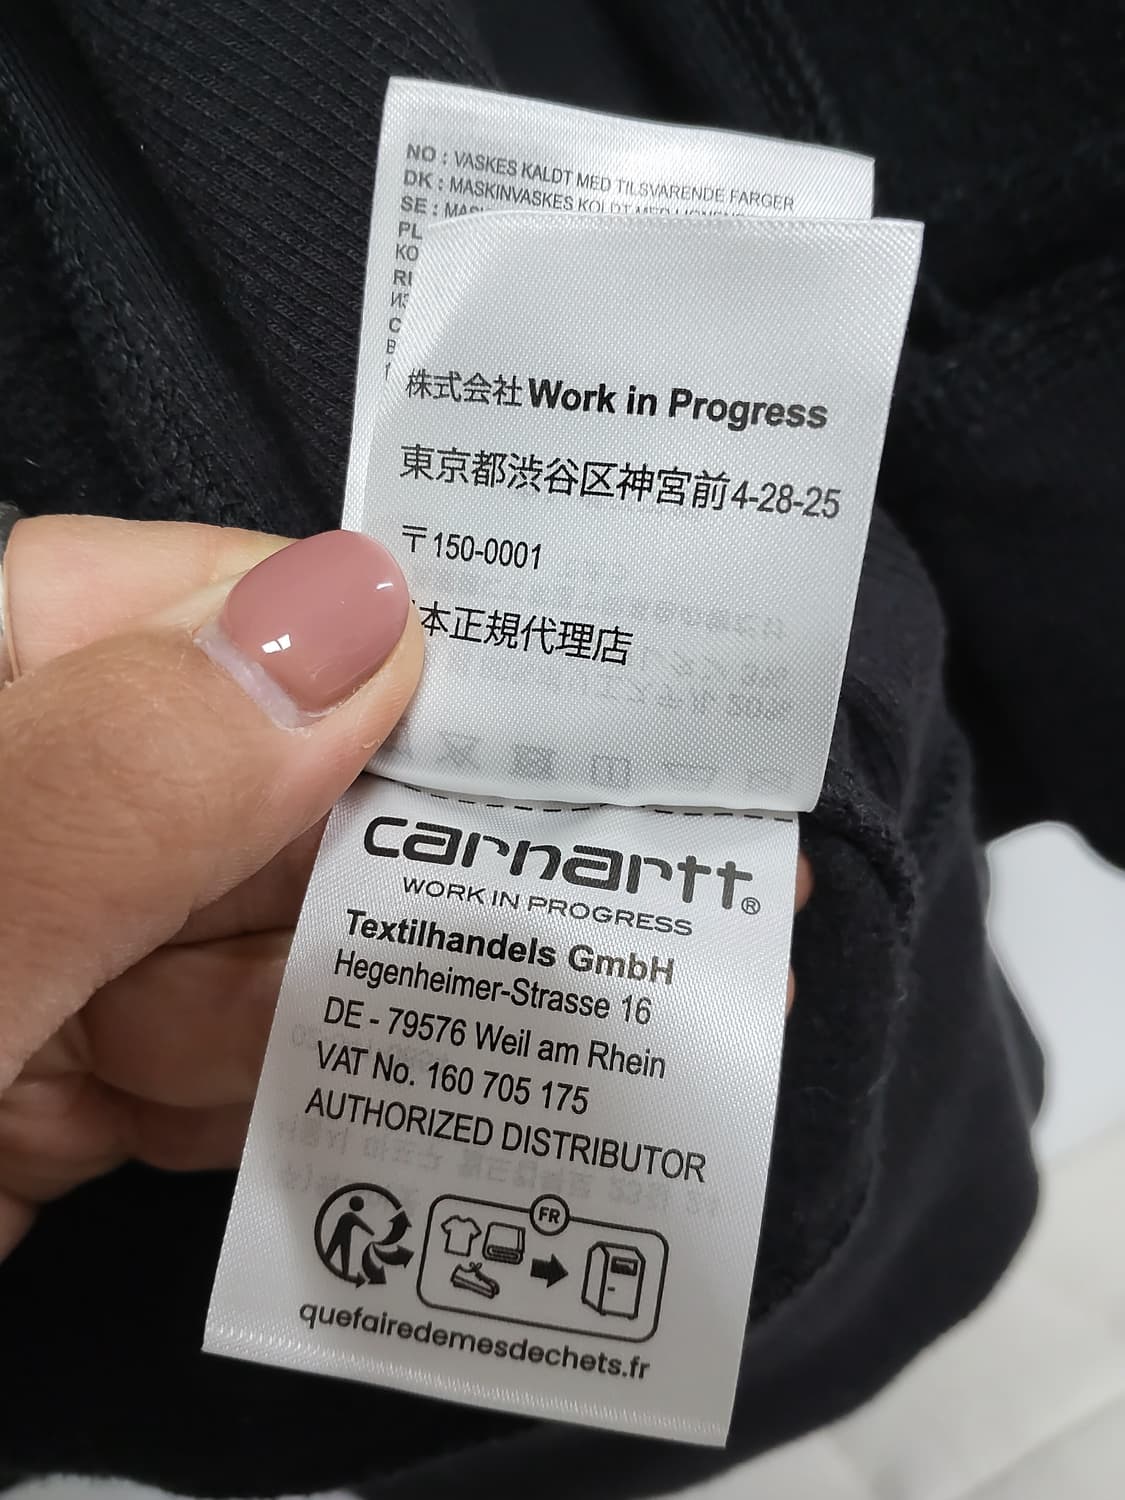 NO : VASKES KALDT MED TILSVARENDE FARGER
DK : MASKINVASKES KOLDT MED
SE :
PL
KO
株式会社Work in Progress
東京都渋谷区神宮前4-28-25
〒150-0001
本正規代理店
carhartt
WORK IN PROGRESS ®
Textilhandels GmbH
Hegenheimer-Strasse 16
DE - 79576 Weil am Rhein
VAT No. 160 705 175
AUTHORIZED DISTRIBUTOR
FR
quefairedemesdechets.fr